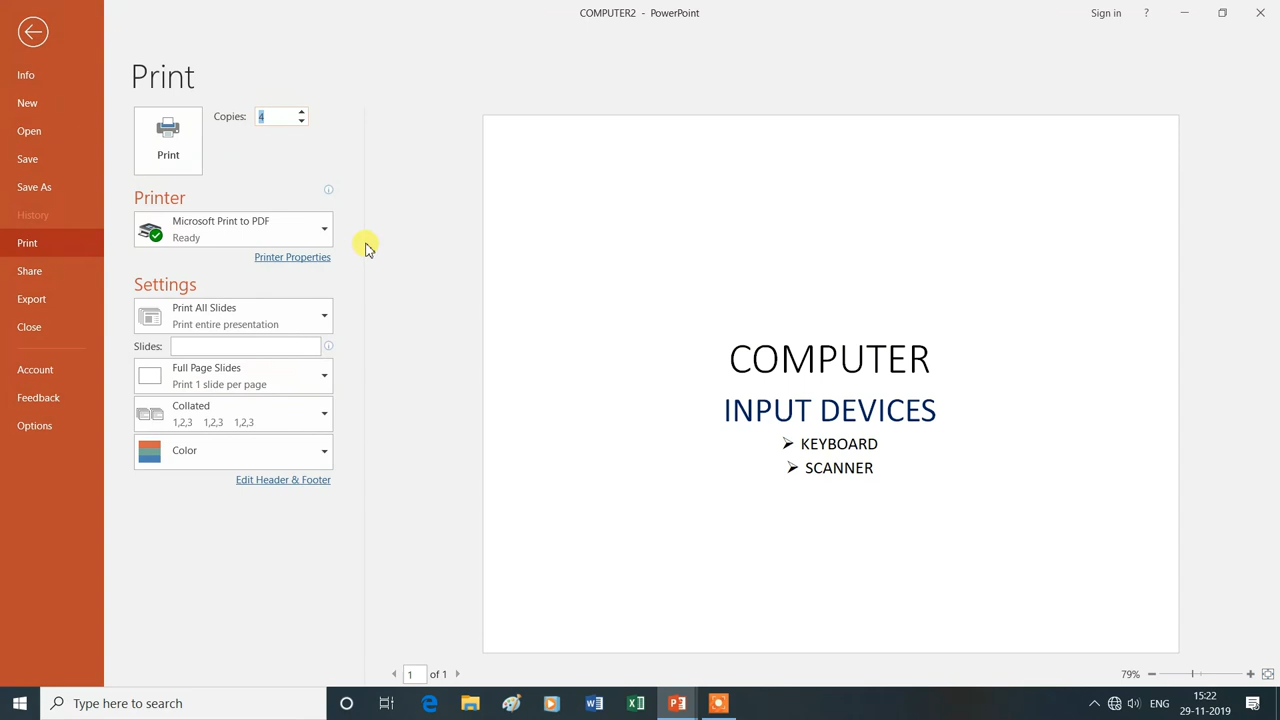 COMPUTER2 - PowerPoint
Sign in ?
Info
New
Open
Save
Save As
History
Print
Share
Export
Close
Account
Feedback
Options
Print
Print
Copies: 4
Printer
Microsoft Print to PDF
Ready
Printer Properties
Settings
Print All Slides
Print entire presentation
Slides:
Full Page Slides
Print 1 slide per page
Collated
1,2,3 1,2,3 1,2,3
Color
Edit Header & Footer
COMPUTER
INPUT DEVICES
➢ KEYBOARD
➢ SCANNER
1 of 1
79%
Type here to search
ENG
15:22
29-11-2019